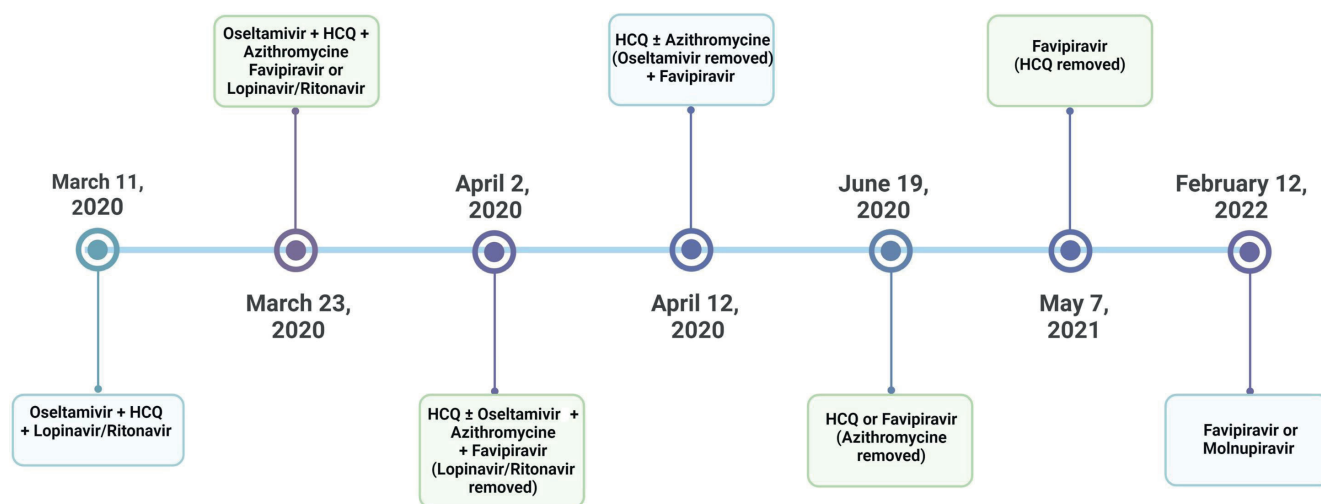 Oseltamivir + HCQ +
Azithromycine
Favipiravir or
Lopinavir/Ritonavir
HCQ ± Azithromycine
(Oseltamivir removed)
+ Favipiravir
Favipiravir
(HCQ removed)
March 11,
2020
April 2,
2020
June 19,
2020
February 12,
2022
March 23,
2020
April 12,
2020
May 7,
2021
Oseltamivir + HCQ
+ Lopinavir/Ritonavir
HCQ ± Oseltamivir +
Azithromycine
+ Favipiravir
(Lopinavir/Ritonavir
removed)
HCQ or Favipiravir
(Azithromycine
removed)
Favipiravir or
Molnupiravir